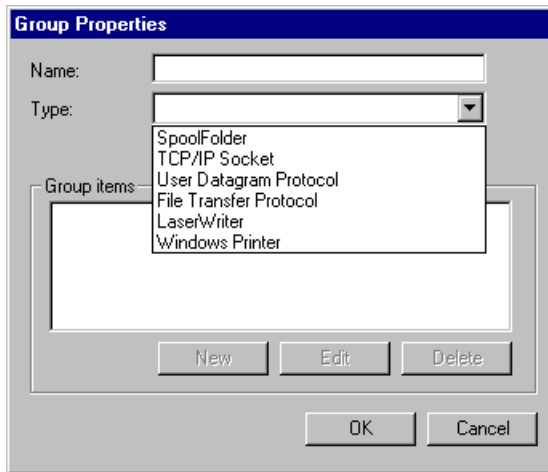 Group Properties
Name:
Type:
SpoolFolder
TCP/IP Socket
User Datagram Protocol
File Transfer Protocol
LaserWriter
Windows Printer
Group items
New Edit Delete
OK Cancel